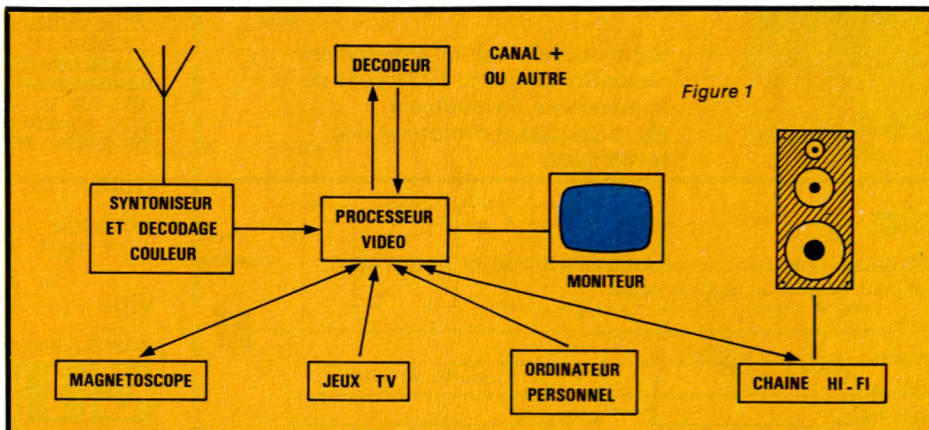 DECODEUR
CANAL +
OU AUTRE
Figure 1
SYNTONISEUR
ET DECODAGE
COULEUR
PROCESSEUR
VIDEO
MONITEUR
MAGNETOSCOPE
JEUX TV
ORDINATEUR
PERSONNEL
CHAINE HI-FI